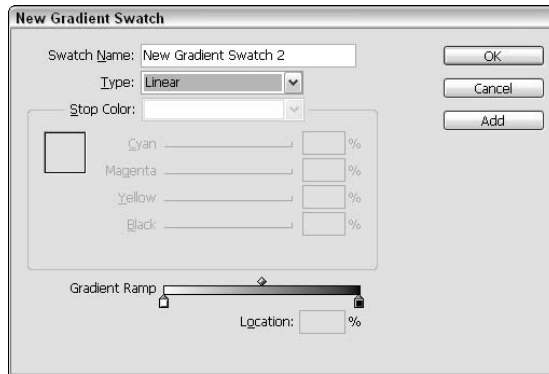 New Gradient Swatch
Swatch Name: New Gradient Swatch 2
OK
Type: Linear
Cancel
Stop Color:
Add
Cyan %
Magenta %
Yellow %
Black %
Gradient Ramp
Location: %